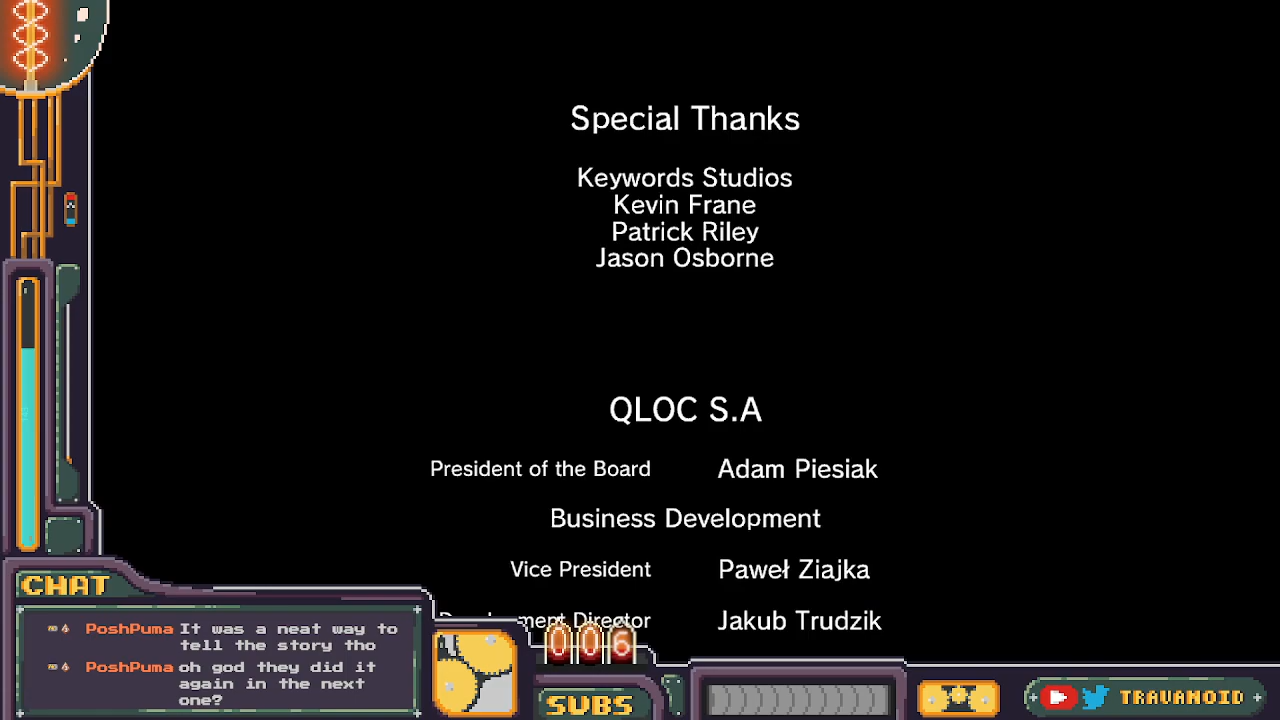 Special Thanks
Keywords Studios
Kevin Frane
Patrick Riley
Jason Osborne
QLOC S.A
President of the Board Adam Piesiak
Business Development
Vice President Paweł Ziajka
Director Jakub Trudzik
CHAT
PoshPuma It was a neat way to
tell the story tho
PoshPuma oh god they did it
again in the next
one?
006
SUBS
TRAVANOID